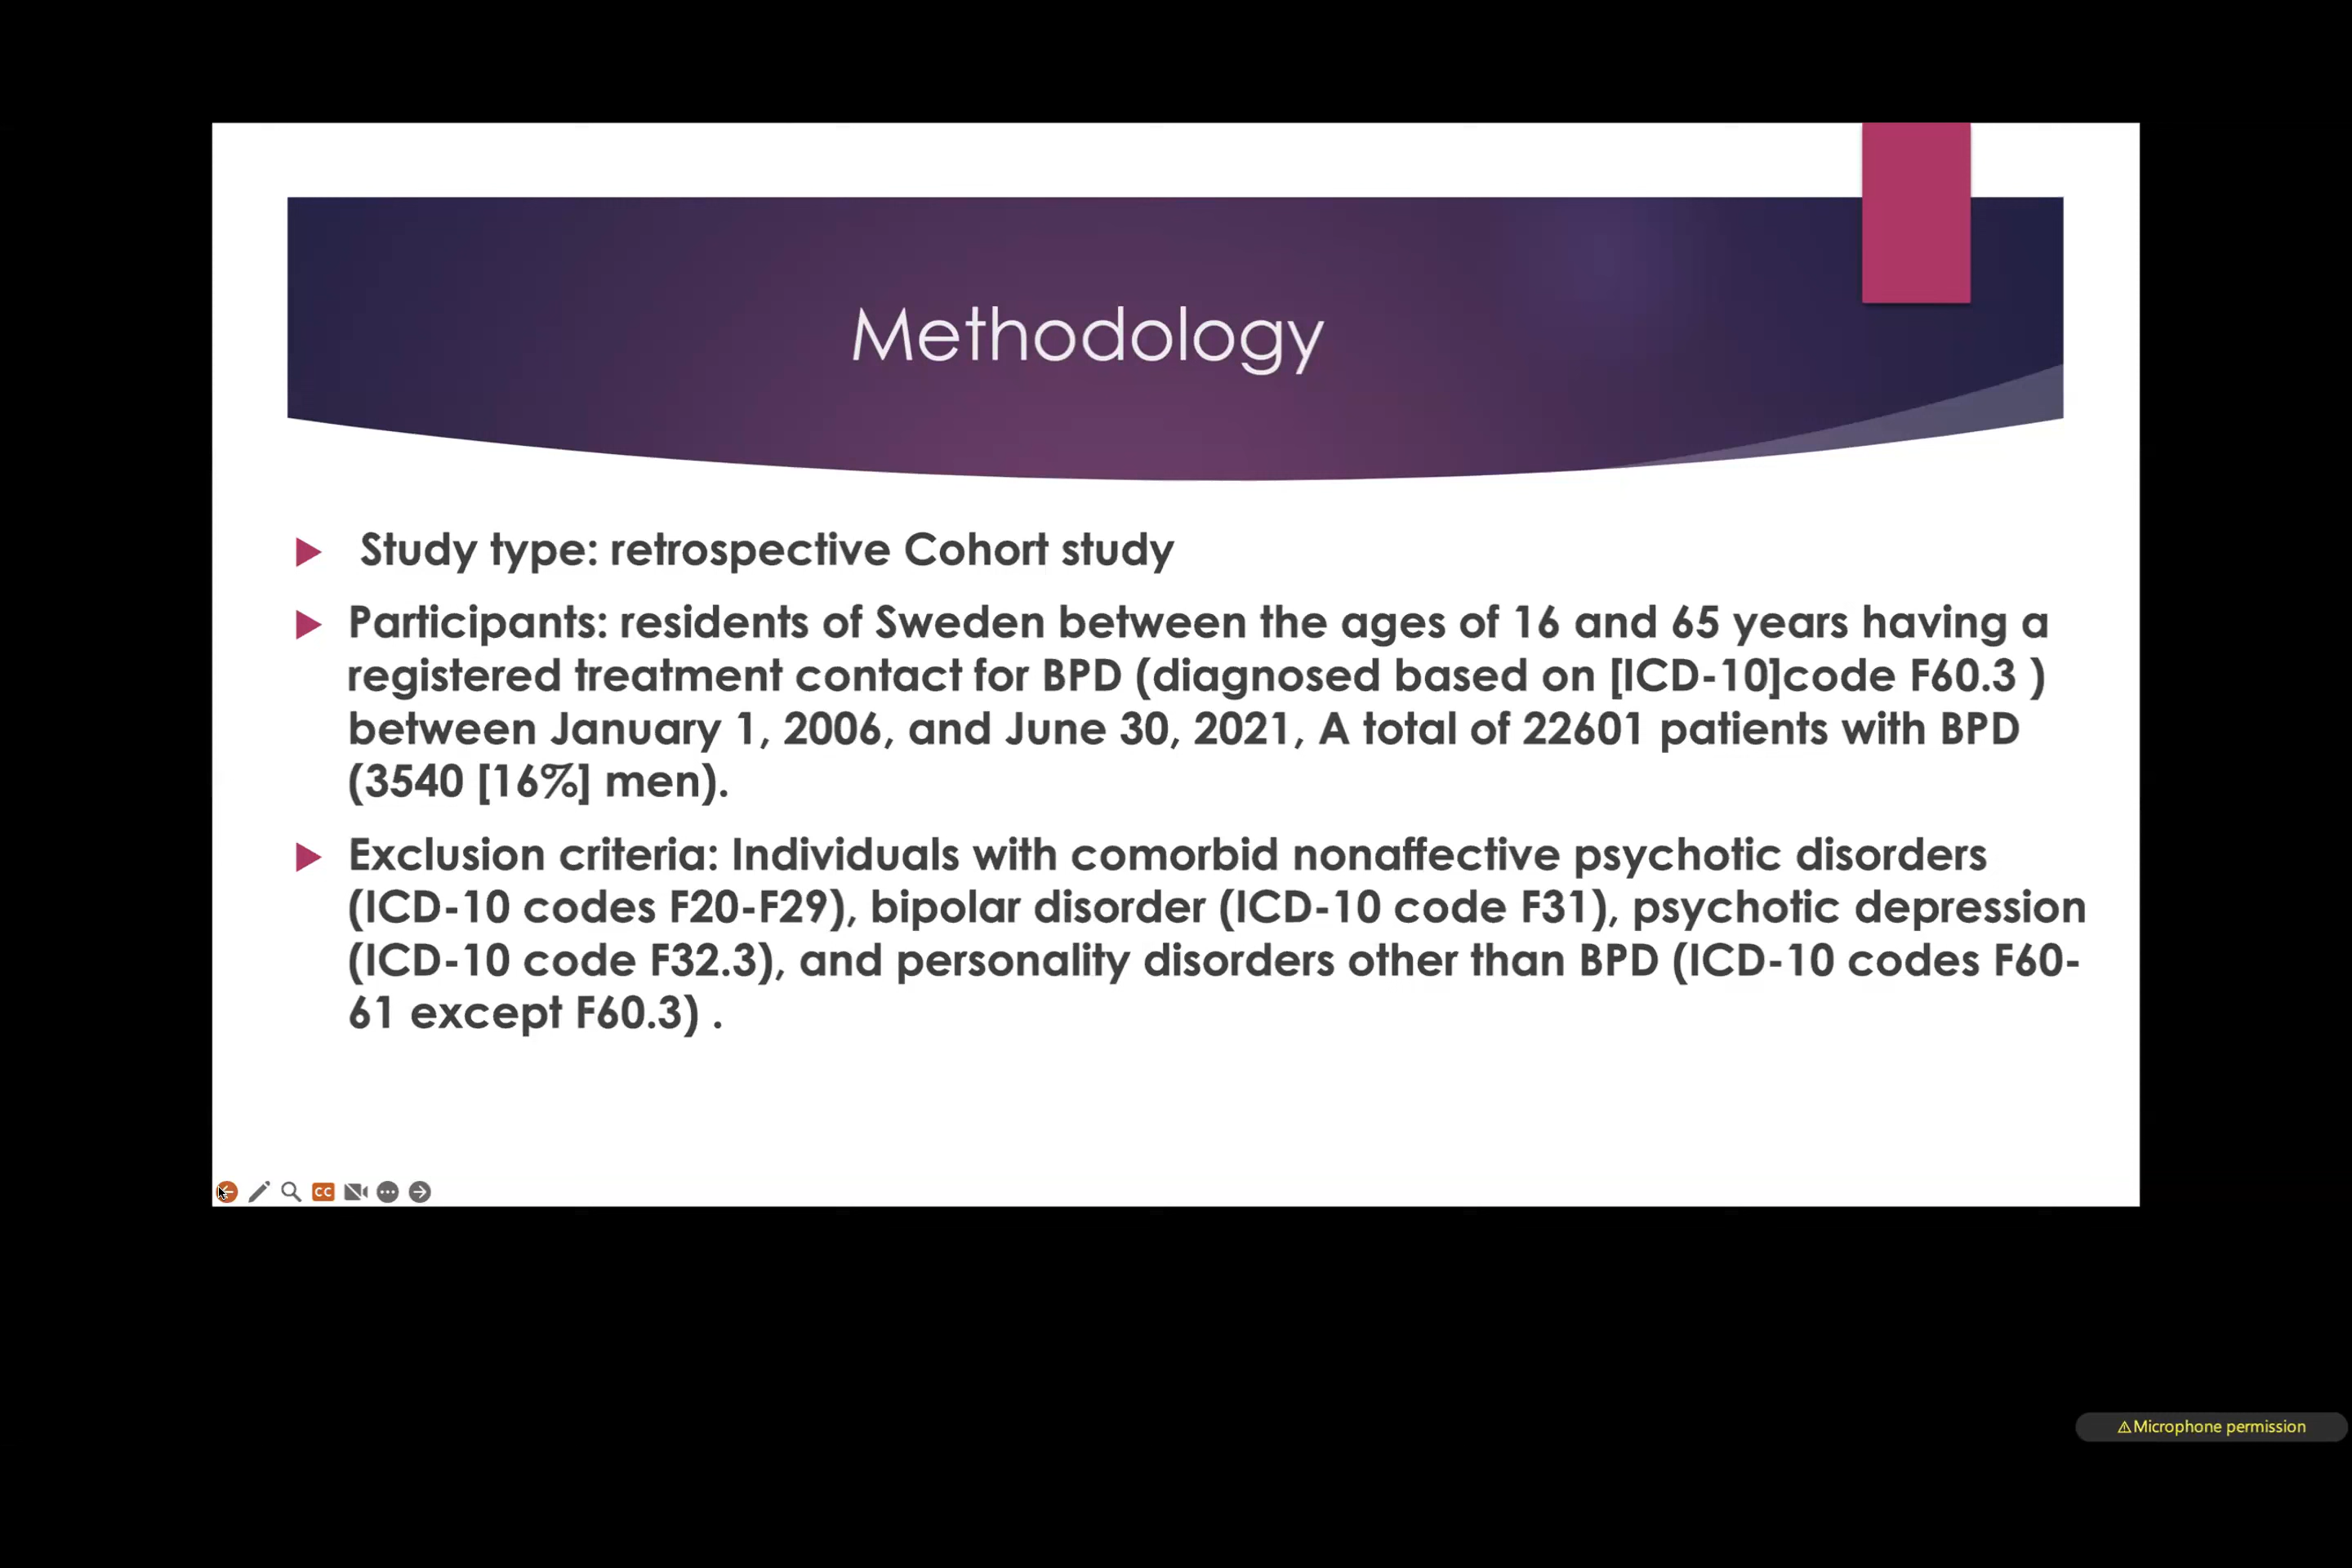 Methodology
Study type: retrospective Cohort study
Participants: residents of Sweden between the ages of 16 and 65 years having a
registered treatment contact for BPD (diagnosed based on [ICD-10]code F60.3 )
between January 1, 2006, and June 30, 2021, A total of 22601 patients with BPD
(3540 [16%] men).
Exclusion criteria: Individuals with comorbid nonaffective psychotic disorders
(ICD-10 codes F20-F29), bipolar disorder (ICD-10 code F31), psychotic depression
(ICD-10 code F32.3), and personality disorders other than BPD (ICD-10 codes F60-
61 except F60.3) .
CC
Microphone permission